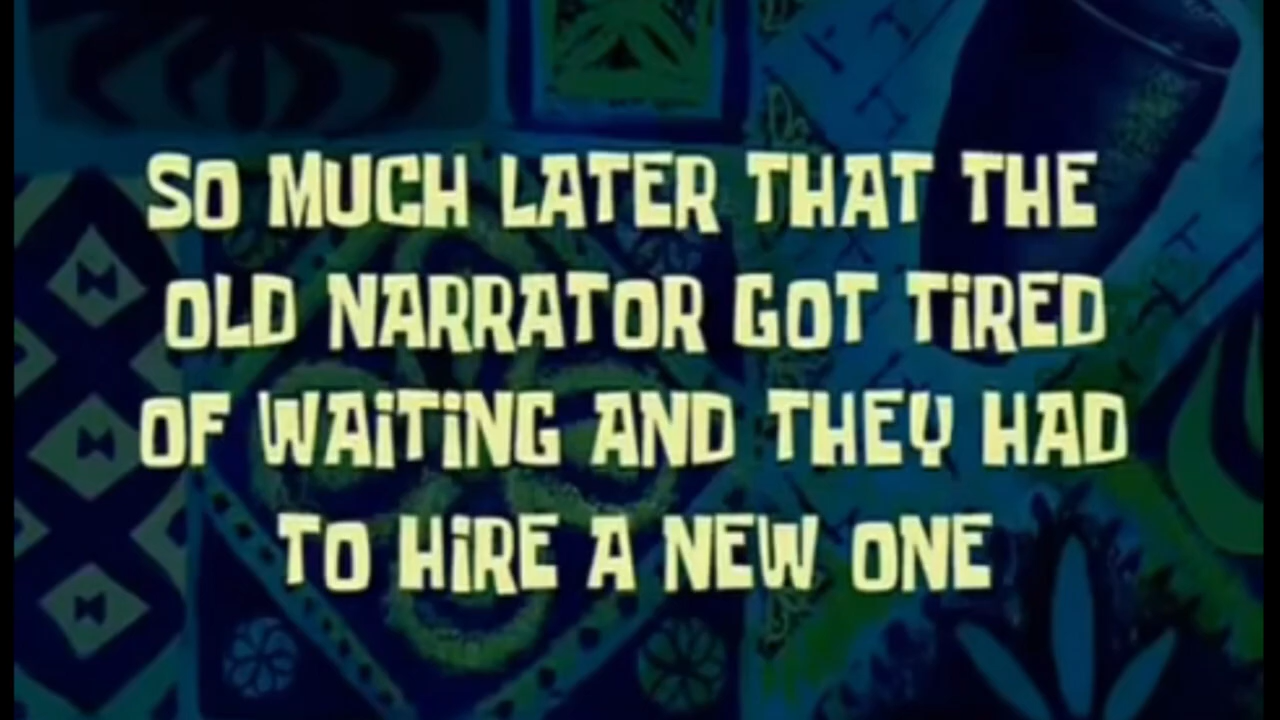 SO MUCH LATER THAT THE
OLD NARRATOR GOT TiRED
OF WAiTiNG AND THEY HAD
TO HiRE A NEW ONE